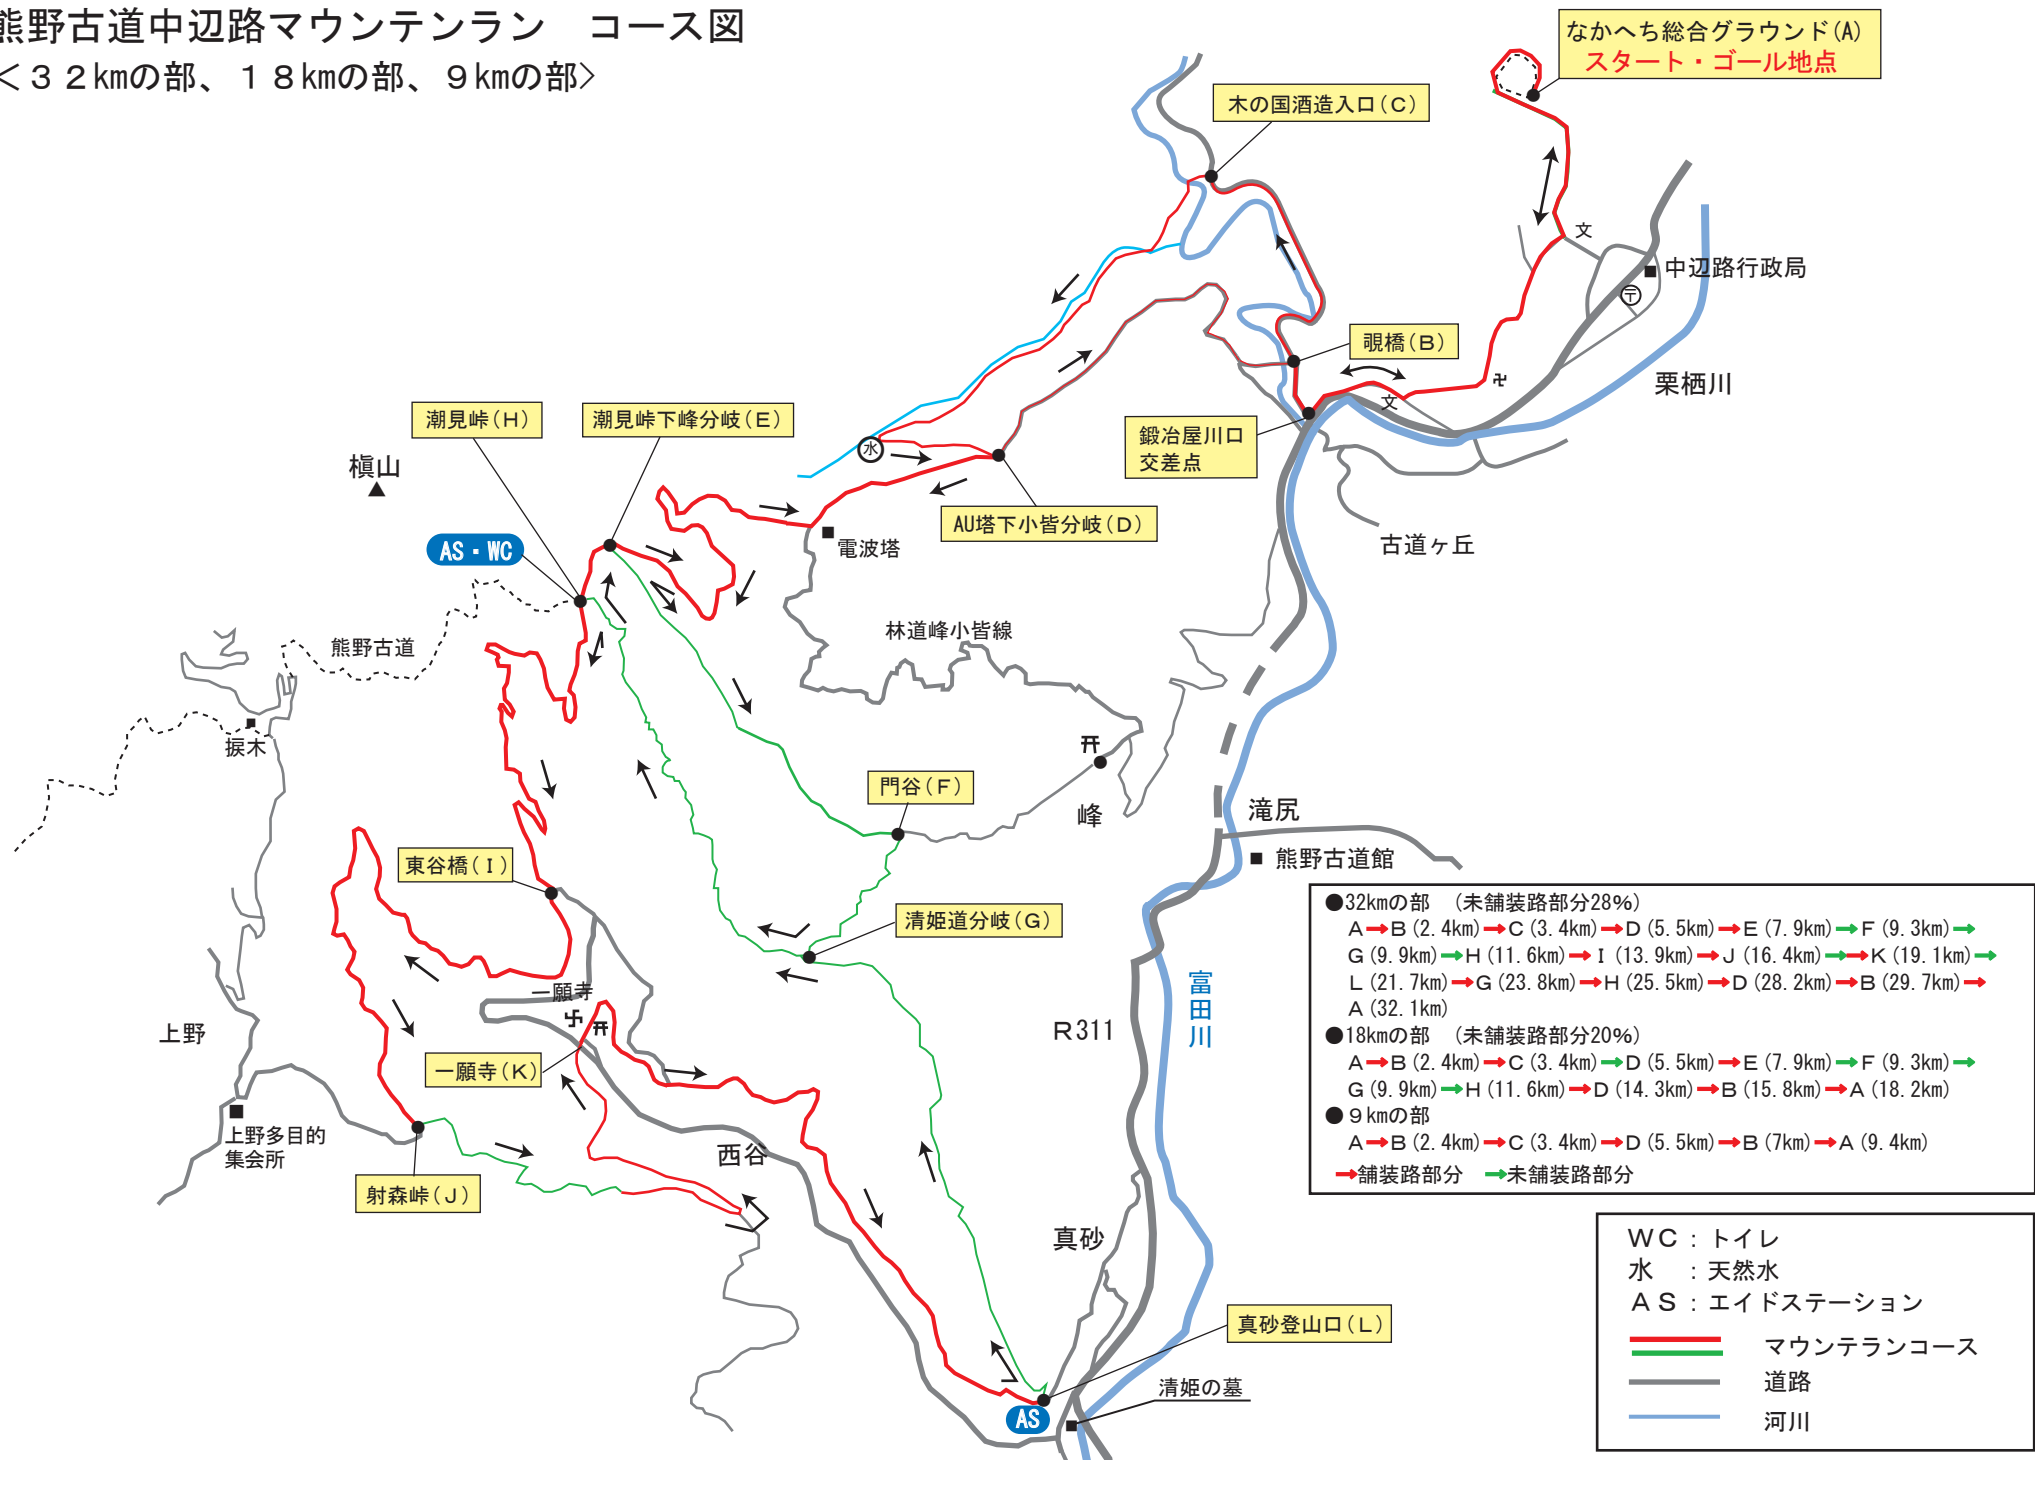 熊野古道中辺路マウンテンラン　コース図
＜３２kmの部、１８kmの部、９kmの部＞
なかへち総合グラウンド(A)
スタート・ゴール地点
木の国酒造入口(C)
文
中辺路行政局
〒
覗橋(B)
栗栖川
卍
文
鍛冶屋川口
交差点
古道ヶ丘
潮見峠(H)
潮見峠下峰分岐(E)
槇山
水
AU塔下小皆分岐(D)
AS・WC
電波塔
熊野古道
林道峰小皆線
捩木
門谷(F)
峰
滝尻
熊野古道館
東谷橋(I)
清姫道分岐(G)
一願寺
卍
富田川
R311
上野
一願寺(K)
上野多目的
集会所
西谷
射森峠(J)
真砂
真砂登山口(L)
清姫の墓
AS
●32kmの部　(未舗装路部分28%)
A→B(2.4km)→C(3.4km)→D(5.5km)→E(7.9km)→F(9.3km)→
G(9.9km)→H(11.6km)→I(13.9km)→J(16.4km)→→K(19.1km)→
L(21.7km)→G(23.8km)→H(25.5km)→D(28.2km)→B(29.7km)→
A(32.1km)
●18kmの部　(未舗装路部分20%)
A→B(2.4km)→C(3.4km)→D(5.5km)→E(7.9km)→F(9.3km)→
G(9.9km)→H(11.6km)→D(14.3km)→B(15.8km)→A(18.2km)
●９kmの部
A→B(2.4km)→C(3.4km)→D(5.5km)→B(7km)→A(9.4km)
→舗装路部分　→未舗装路部分
ＷＣ：トイレ
水　：天然水
ＡＳ：エイドステーション
マウンテランコース
道路
河川